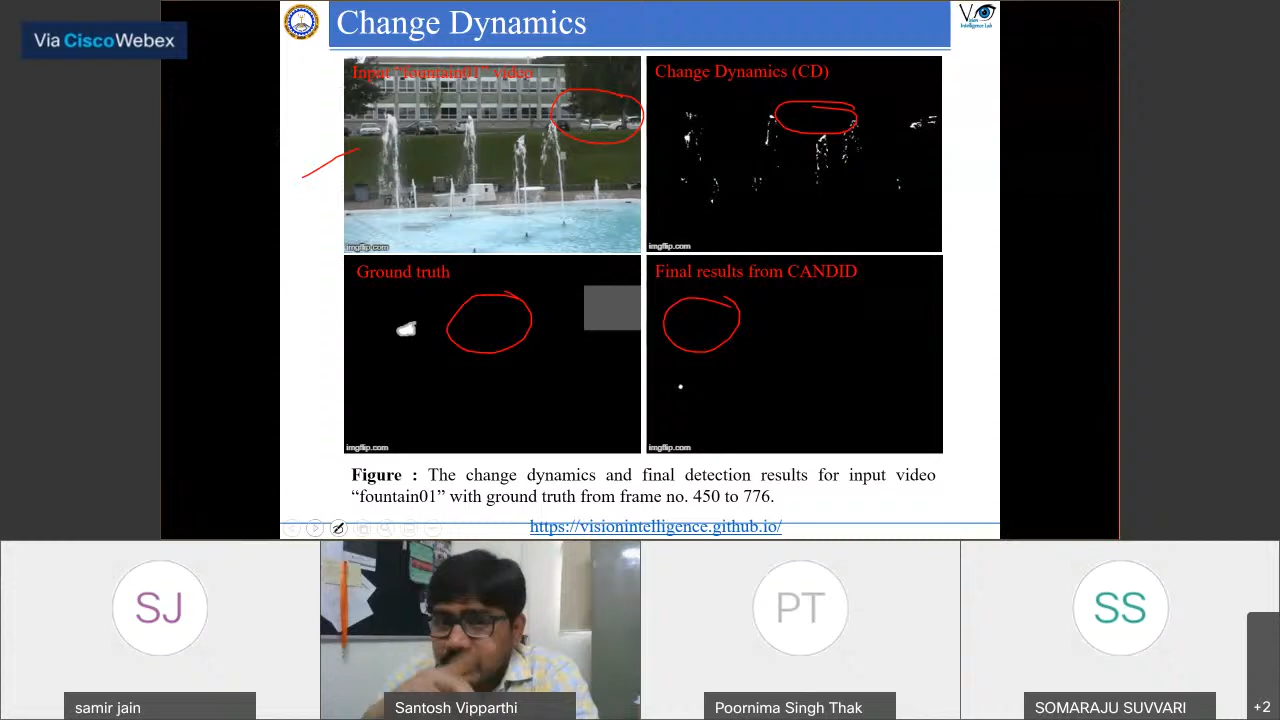 Via CiscoWebex
Change Dynamics
Vision
Intelligence Lab
Input “fountain01” video
Change Dynamics (CD)
imgflip.com
imgflip.com
Ground truth
Final results from CANDID
imgflip.com
imgflip.com
Figure : The change dynamics and final detection results for input video
“fountain01” with ground truth from frame no. 450 to 776.
https://visionintelligence.github.io/
SJ
PT
SS
samir jain
Santosh Vipparthi
Poornima Singh Thak
SOMARAJU SUVVARI
+2